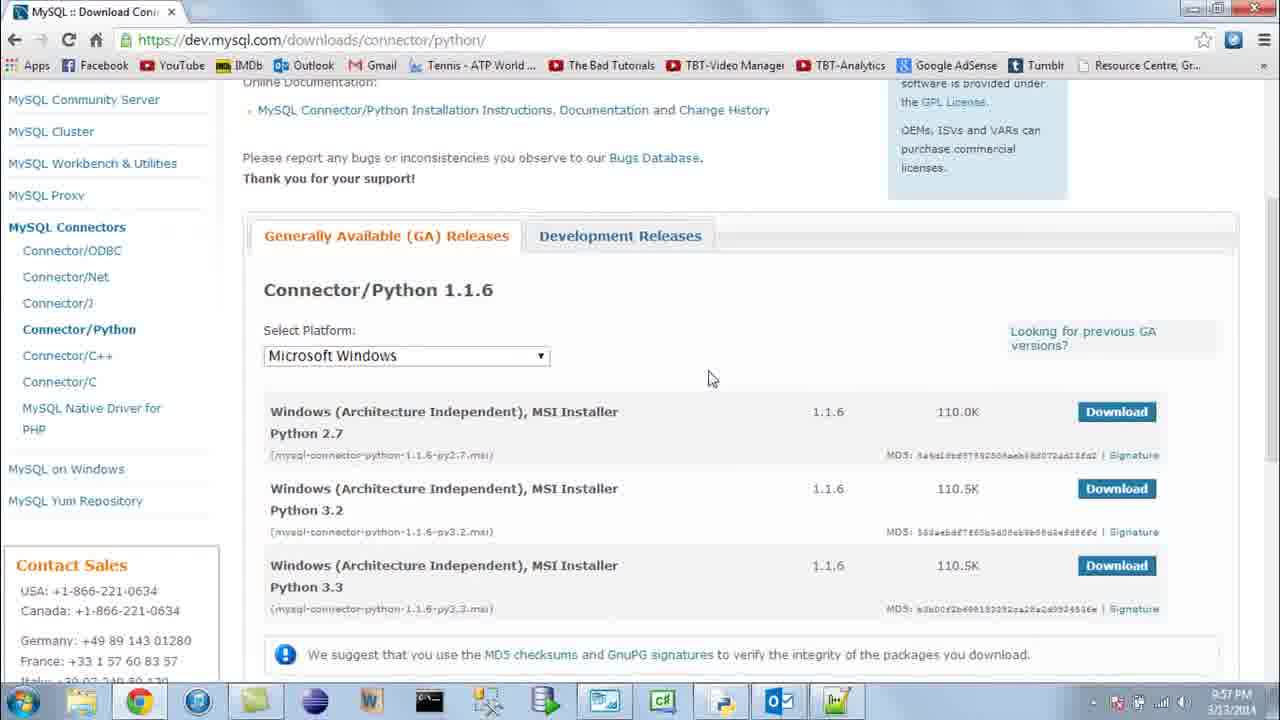 MySQL :: Download Con
https://dev.mysql.com/downloads/connector/python/
Apps Facebook YouTube IMDb Outlook Gmail Tennis - ATP World ... The Bad Tutorials TBT-Video Manager TBT-Analytics Google AdSense Tumblr Resource Centre, Gr... »
MySQL Community Server
MySQL Cluster
MySQL Workbench & Utilities
MySQL Proxy
MySQL Connectors
Connector/ODBC
Connector/Net
Connector/J
Connector/Python
Connector/C++
Connector/C
MySQL Native Driver for
PHP
MySQL on Windows
MySQL Yum Repository
Contact Sales
USA: +1-866-221-0634
Canada: +1-866-221-0634
Germany: +49 89 143 01280
France: +33 1 57 60 83 57
Online Documentation:
MySQL Connector/Python Installation Instructions, Documentation and Change History
Please report any bugs or inconsistencies you observe to our Bugs Database.
Thank you for your support!
software is provided under
the GPL License.
OEMs, ISVs and VARs can
purchase commercial
licenses.
Generally Available (GA) Releases Development Releases
Connector/Python 1.1.6
Select Platform:
Microsoft Windows
Looking for previous GA
versions?
Windows (Architecture Independent), MSI Installer 1.1.6 110.0K Download
Python 2.7
(mysql-connector-python-1.1.6-py2.7.msi) MD5: | Signature
Windows (Architecture Independent), MSI Installer 1.1.6 110.5K Download
Python 3.2
(mysql-connector-python-1.1.6-py3.2.msi) MD5: | Signature
Windows (Architecture Independent), MSI Installer 1.1.6 110.5K Download
Python 3.3
(mysql-connector-python-1.1.6-py3.3.msi) MD5: | Signature
We suggest that you use the MD5 checksums and GnuPG signatures to verify the integrity of the packages you download.
9:57 PM
3/13/2014